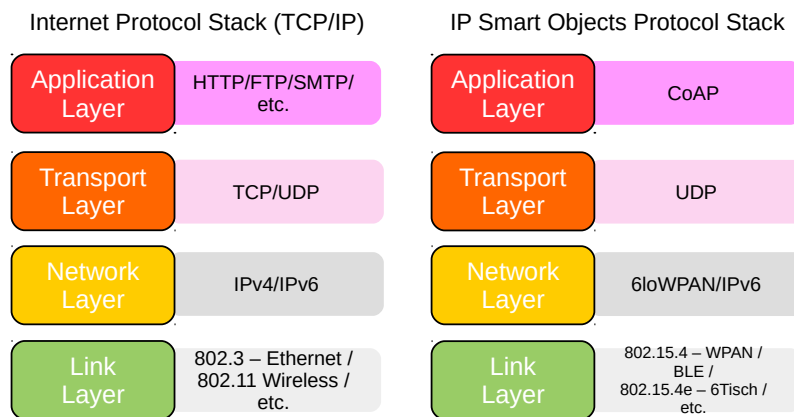 Internet Protocol Stack (TCP/IP)
IP Smart Objects Protocol Stack
Application
Layer
HTTP/FTP/SMTP/
etc.
Application
Layer
CoAP
Transport
Layer
TCP/UDP
Transport
Layer
UDP
Network
Layer
IPv4/IPv6
Network
Layer
6loWPAN/IPv6
Link
Layer
802.3 – Ethernet /
802.11 Wireless /
etc.
Link
Layer
802.15.4 – WPAN /
BLE /
802.15.4e – 6Tisch /
etc.